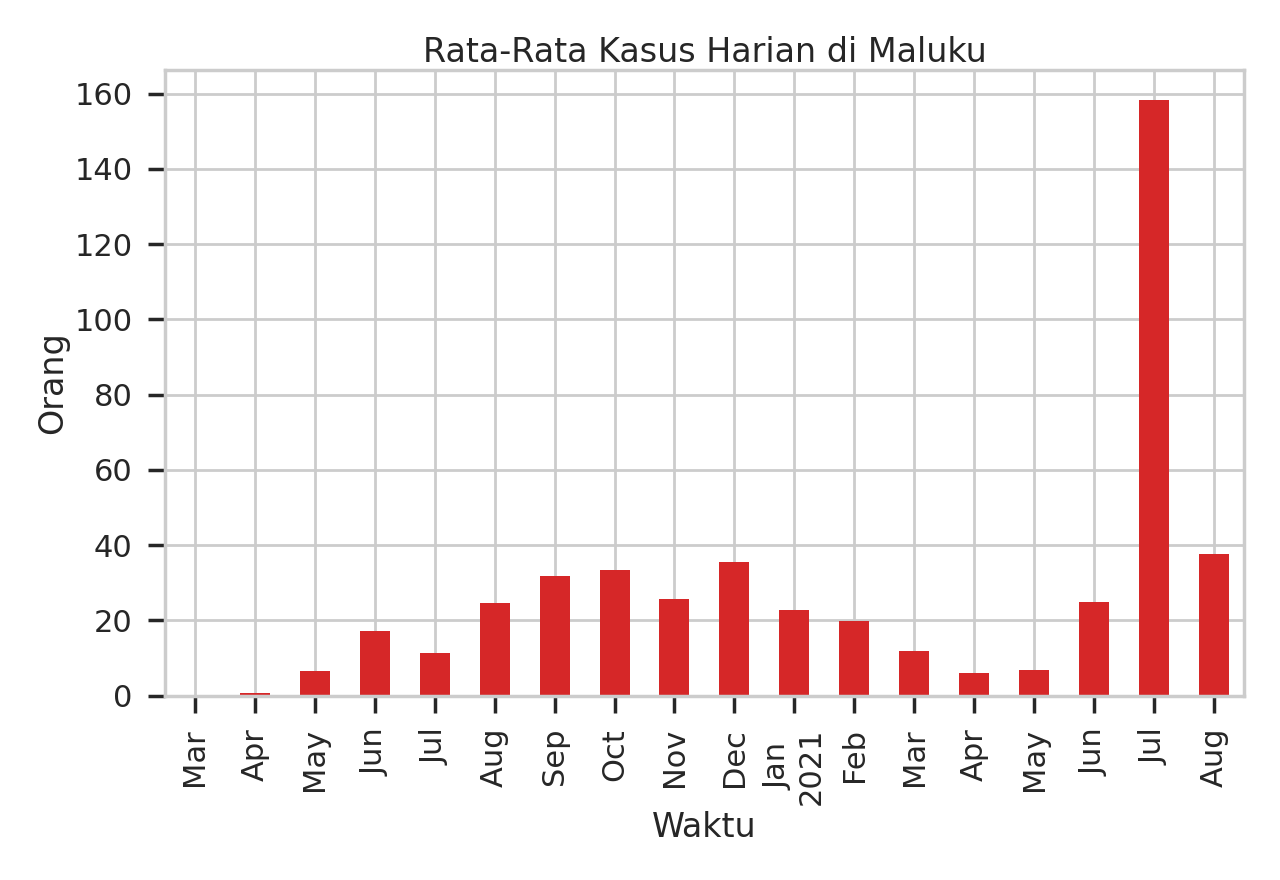 Rata-Rata Kasus Harian di Maluku
160
140
120
100
80
60
40
20
0
Orang
Mar
Apr
May
Jun
Jul
Aug
Sep
Oct
Nov
Dec
Jan
2021
Feb
Mar
Apr
May
Jun
Jul
Aug
Waktu